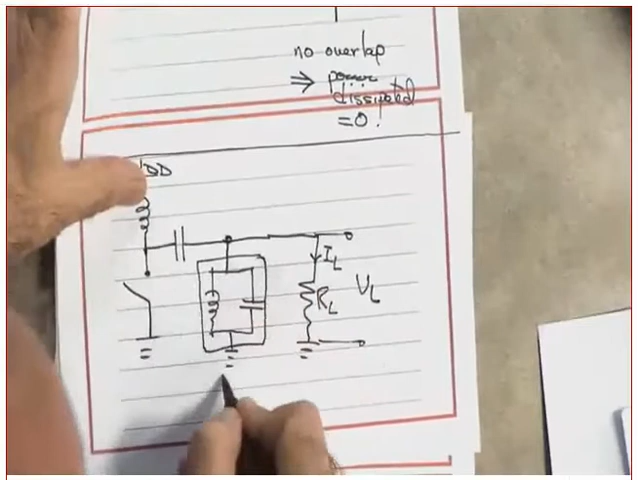 no overlap
⇒ power
dissipated
=0!
DD
I_L
R_L
V_L